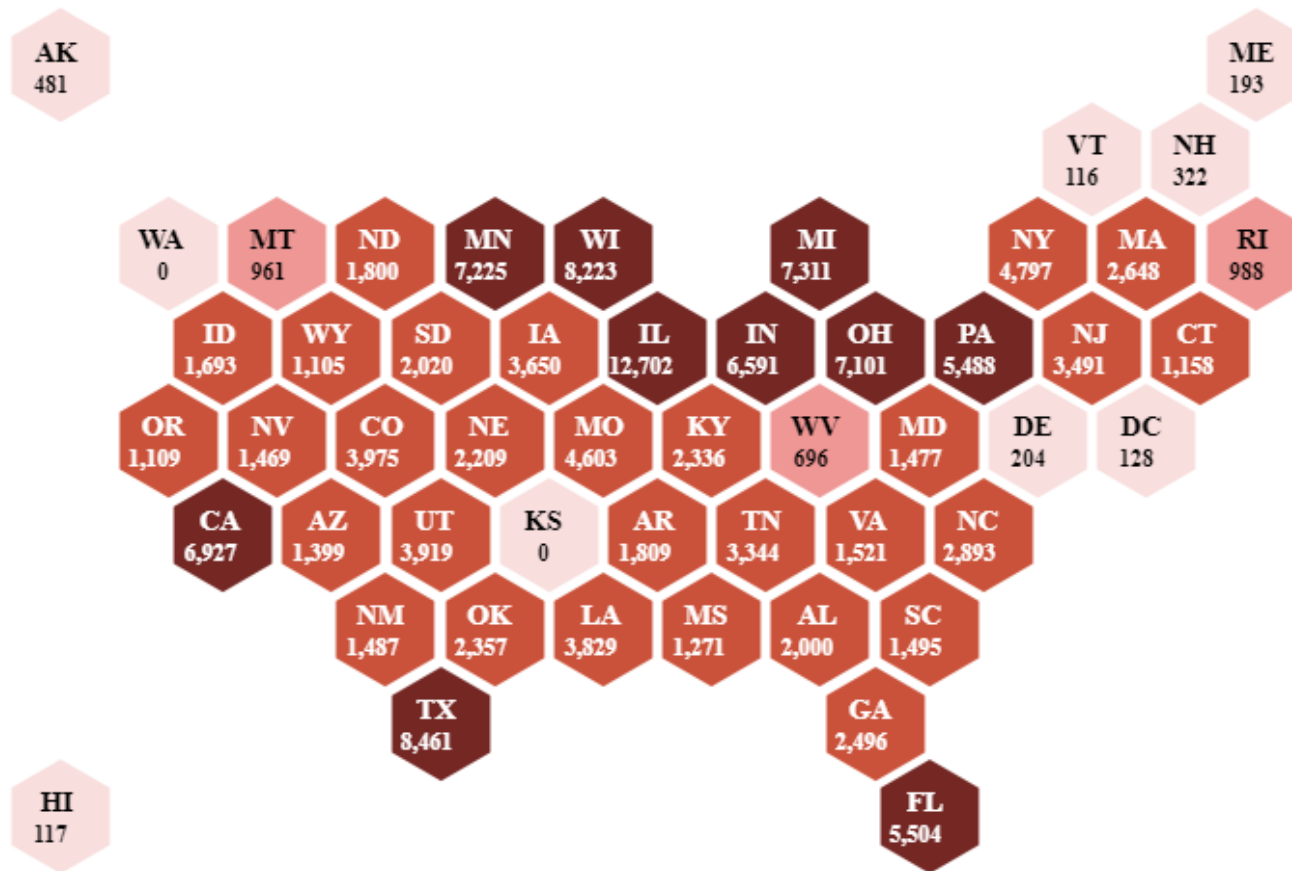 AK
481
ME
193
VT
116
NH
322
WA
0
MT
961
ND
1,800
MN
7,225
WI
8,223
MI
7,311
NY
4,797
MA
2,648
RI
988
ID
1,693
WY
1,105
SD
2,020
IA
3,650
IL
12,702
IN
6,591
OH
7,101
PA
5,488
NJ
3,491
CT
1,158
OR
1,109
NV
1,469
CO
3,975
NE
2,209
MO
4,603
KY
2,336
WV
696
MD
1,477
DE
204
DC
128
CA
6,927
AZ
1,399
UT
3,919
KS
0
AR
1,809
TN
3,344
VA
1,521
NC
2,893
NM
1,487
OK
2,357
LA
3,829
MS
1,271
AL
2,000
SC
1,495
TX
8,461
GA
2,496
HI
117
FL
5,504